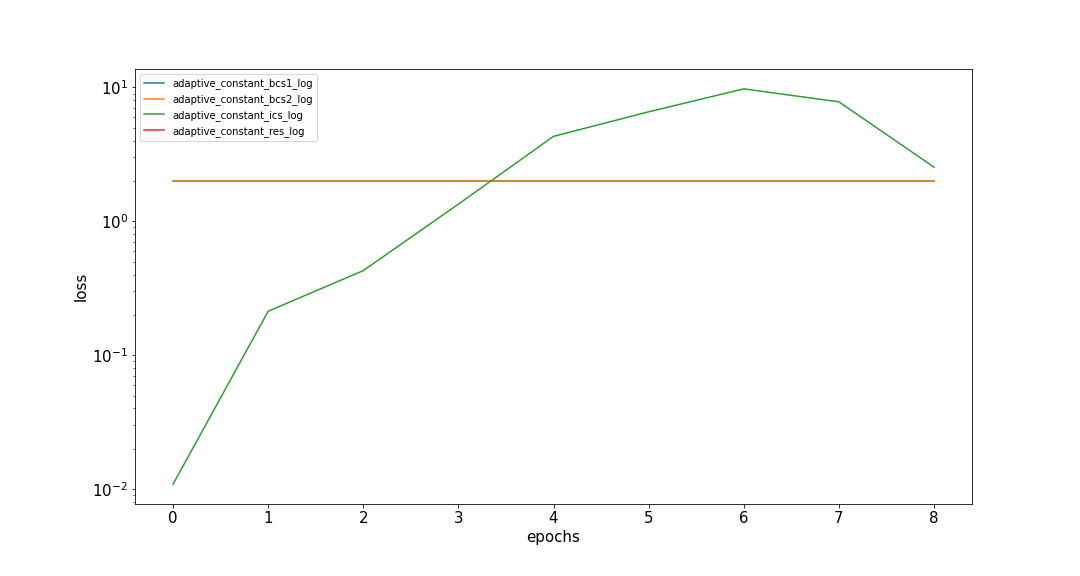 adaptive_constant_bcs1_log
adaptive_constant_bcs2_log
adaptive_constant_ics_log
adaptive_constant_res_log
10¹
10⁰
10⁻¹
10⁻²
loss
0 1 2 3 4 5 6 7 8
epochs